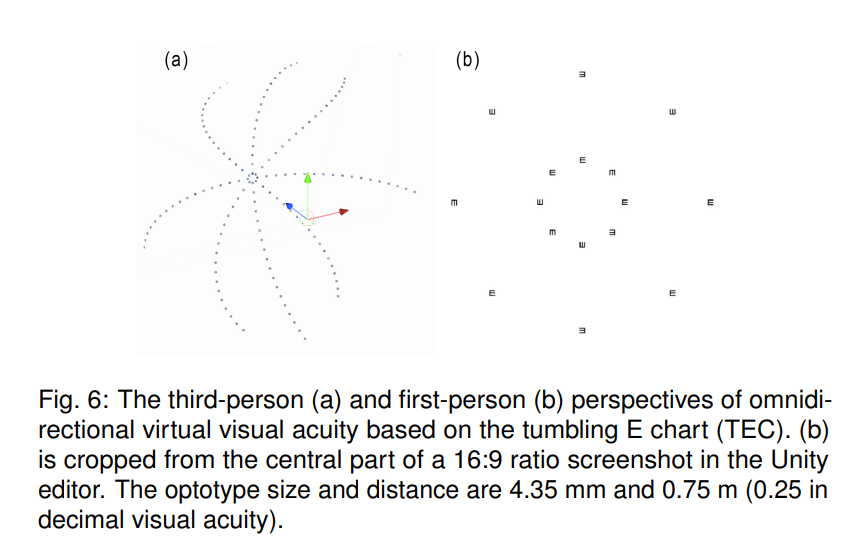 (a)
(b)
Fig. 6: The third-person (a) and first-person (b) perspectives of omnidi-
rectional virtual visual acuity based on the tumbling E chart (TEC). (b)
is cropped from the central part of a 16:9 ratio screenshot in the Unity
editor. The optotype size and distance are 4.35 mm and 0.75 m (0.25 in
decimal visual acuity).